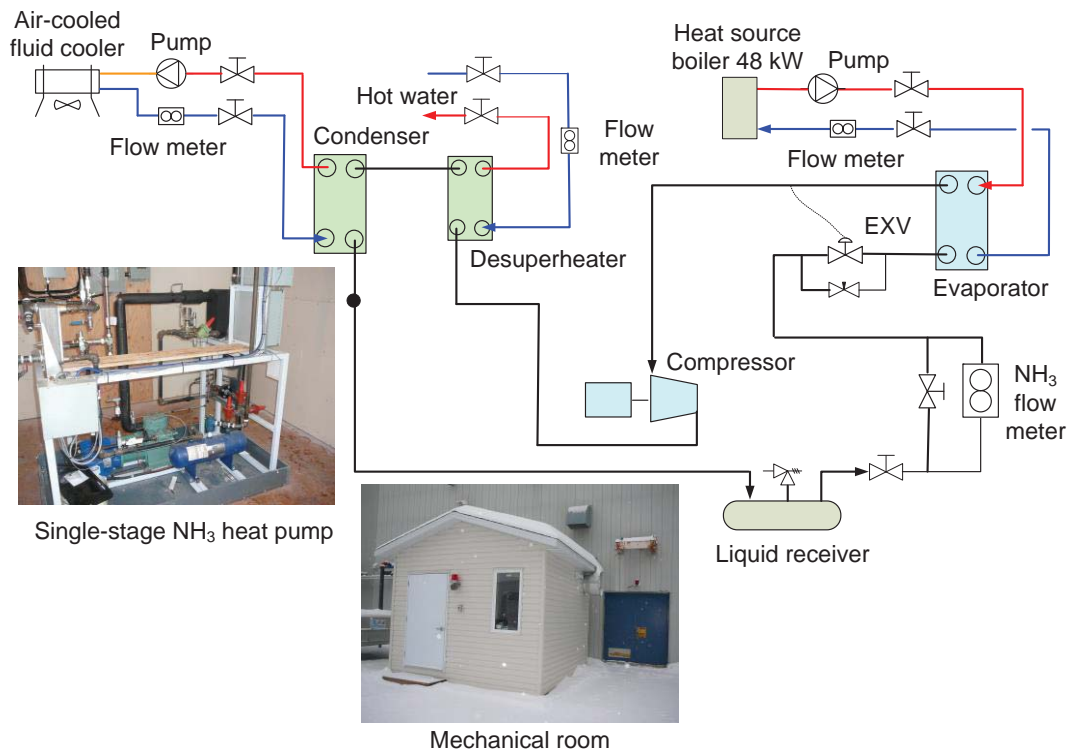 Air-cooled
fluid cooler
Pump
Flow meter
Condenser
Hot water
Flow
meter
Desuperheater
Heat source
boiler 48 kW
Pump
Flow meter
EXV
Evaporator
Compressor
NH₃
flow
meter
Liquid receiver
Single-stage NH₃ heat pump
Mechanical room